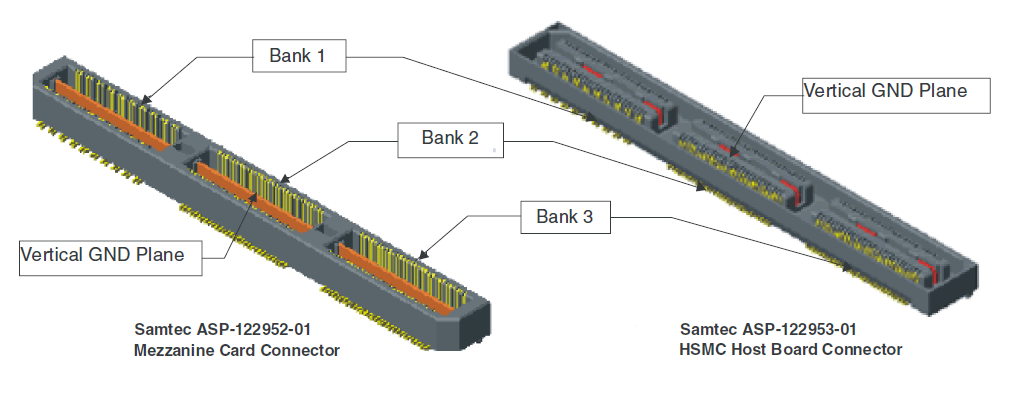 Bank 1
Vertical GND Plane
Bank 2
Bank 3
Vertical GND Plane
Samtec ASP-122952-01
Mezzanine Card Connector
Samtec ASP-122953-01
HSMC Host Board Connector